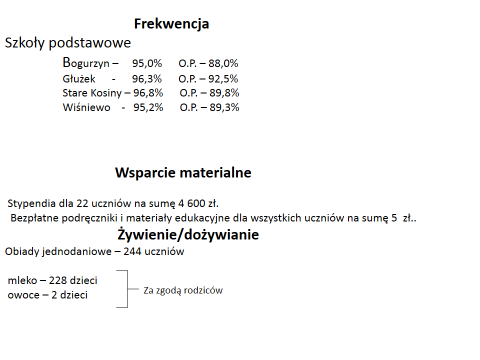 Frekwencja
Szkoły podstawowe
Bogurzyn – 95,0% O.P. – 88,0%
Głużek - 96,3% O.P. – 92,5%
Stare Kosiny – 96,8% O.P. – 89,8%
Wiśniewo - 95,2% O.P. – 89,3%
Wsparcie materialne
Stypendia dla 22 uczniów na sumę 4 600 zł.
Bezpłatne podręczniki i materiały edukacyjne dla wszystkich uczniów na sumę 5 zł..
Żywienie/dożywianie
Obiady jednodaniowe – 244 uczniów
mleko – 228 dzieci
owoce – 2 dzieci
Za zgodą rodziców